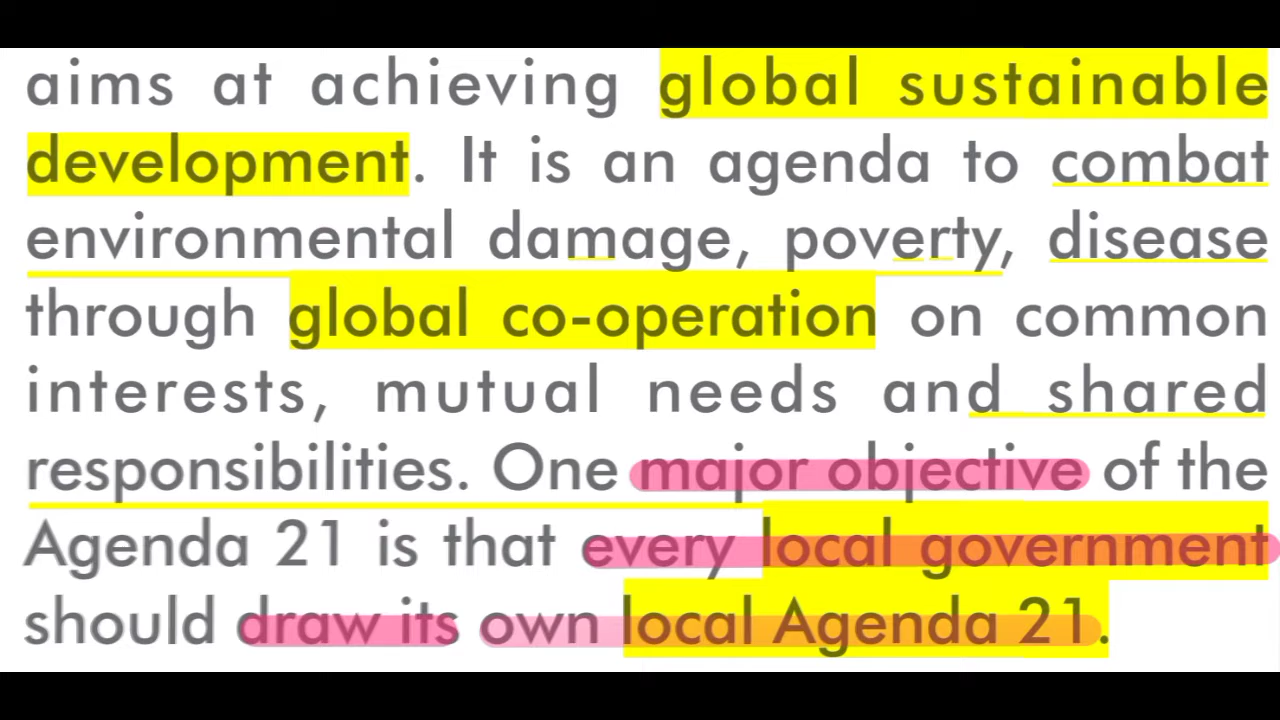 aims at achieving global sustainable
development. It is an agenda to combat
environmental damage, poverty, disease
through global co-operation on common
interests, mutual needs and shared
responsibilities. One major objective of the
Agenda 21 is that every local government
should draw its own local Agenda 21.